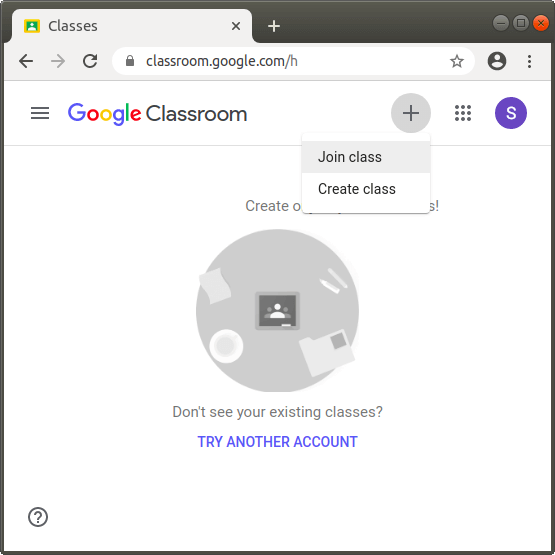 Classes
classroom.google.com/h
Google Classroom
S
Join class
Create class
Create o
s!
Don't see your existing classes?
TRY ANOTHER ACCOUNT